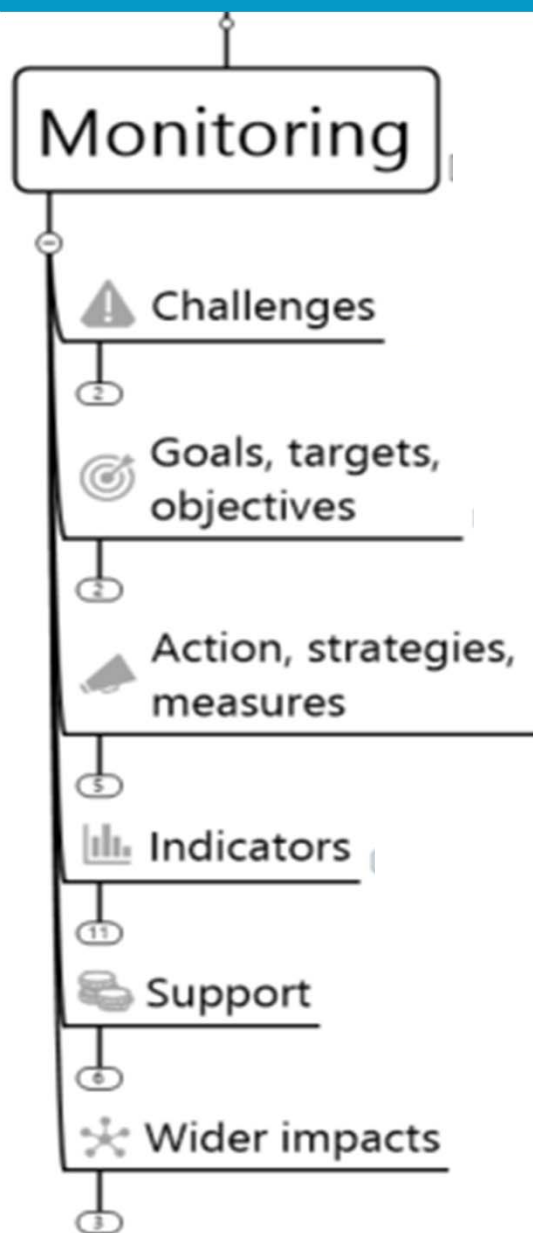 Monitoring
Challenges
2
Goals, targets,
objectives
2
Action, strategies,
measures
5
Indicators
11
Support
6
Wider impacts
3